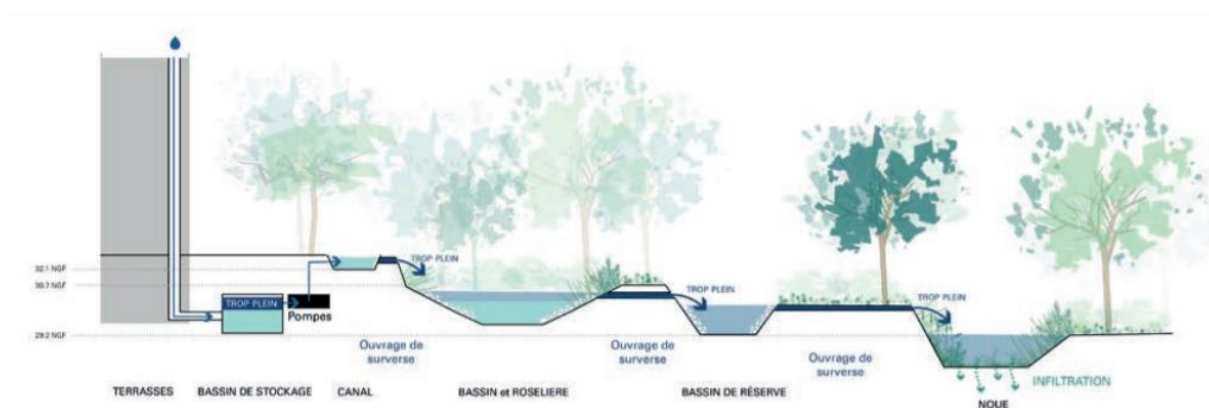 TROP PLEIN
32.1 NGF
30.7 NGF
TROP PLEIN
TROP PLEIN
TROP PLEIN
Pompes
29.2 NGF
Ouvrage de
surverse
Ouvrage de
surverse
Ouvrage de
surverse
INFILTRATION
TERRASSES
BASSIN DE STOCKAGE
CANAL
BASSIN et ROSELIERE
BASSIN DE RÉSERVE
NOUE